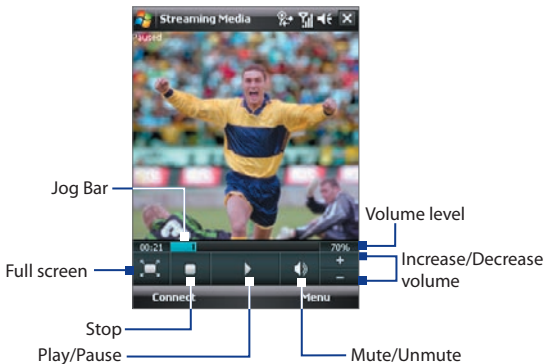 Streaming Media
Paused
Jog Bar
Volume level
00:21
70%
Full screen
+
Increase/Decrease
volume
−
Connect
Menu
Stop
Play/Pause
Mute/Unmute